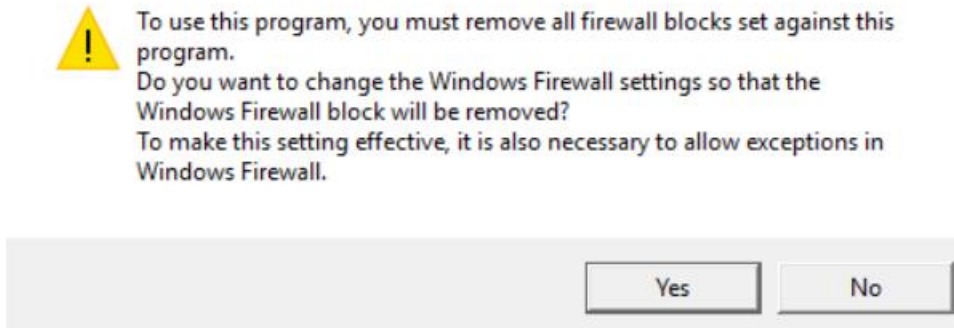 To use this program, you must remove all firewall blocks set against this
program.
Do you want to change the Windows Firewall settings so that the
Windows Firewall block will be removed?
To make this setting effective, it is also necessary to allow exceptions in
Windows Firewall.
Yes No